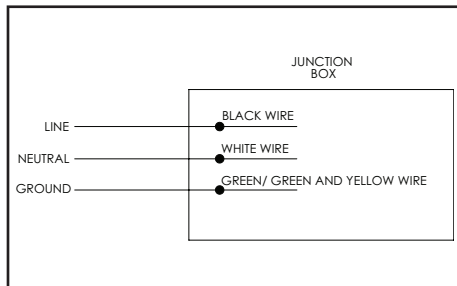 JUNCTION
BOX
LINE
BLACK WIRE
NEUTRAL
WHITE WIRE
GROUND
GREEN/ GREEN AND YELLOW WIRE